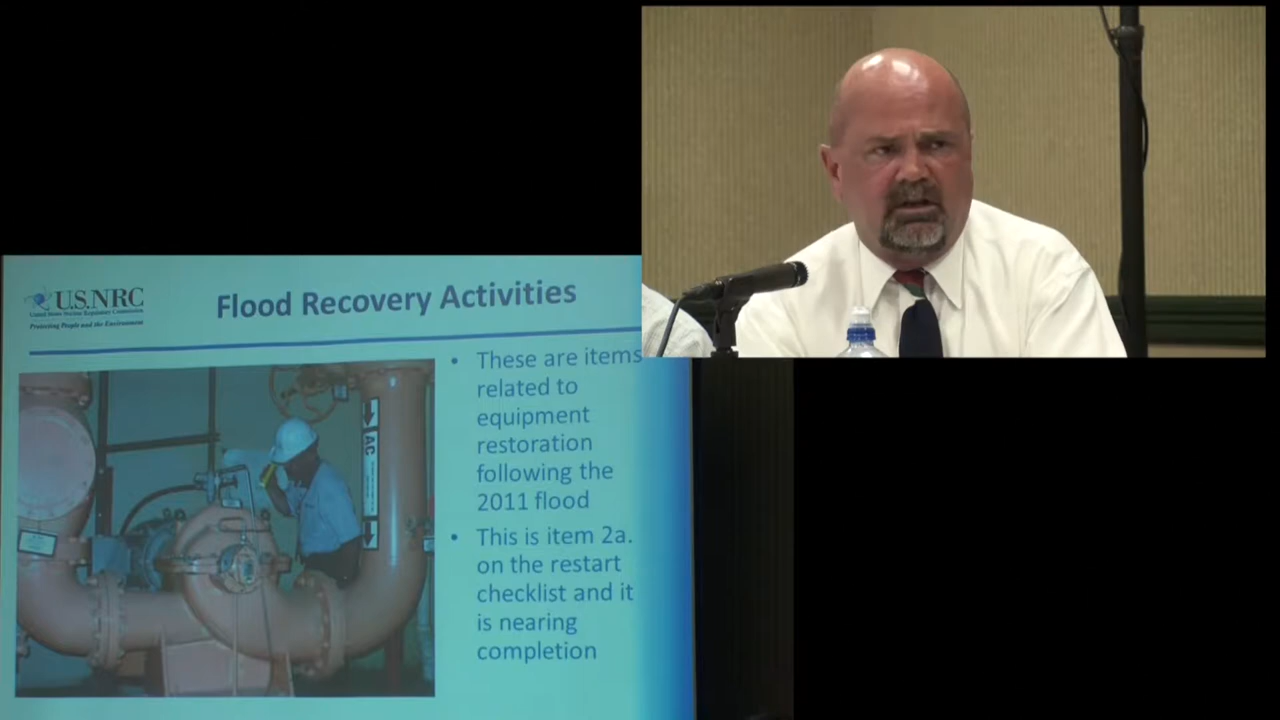 U.S.NRC
United States Nuclear Regulatory Commission
Protecting People and the Environment
Flood Recovery Activities
• These are items
related to
equipment
restoration
following the
2011 flood
• This is item 2a.
on the restart
checklist and it
is nearing
completion
AC